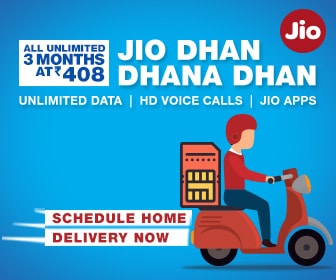 Jio
ALL UNLIMITED
3 MONTHS
AT ₹ 408
JIO DHAN
DHANA DHAN
UNLIMITED DATA | HD VOICE CALLS | JIO APPS
SCHEDULE HOME
DELIVERY NOW